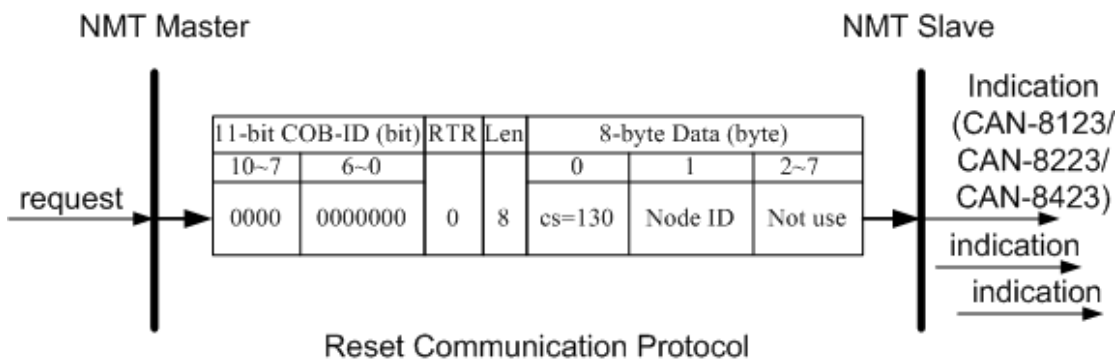 NMT Master
NMT Slave
request
11-bit COB-ID (bit) RTR Len 8-byte Data (byte)
10~7 6~0 0 1 2~7
0000 0000000 0 8 cs=130 Node ID Not use
Indication
(CAN-8123/
CAN-8223/
CAN-8423)
indication
indication
Reset Communication Protocol